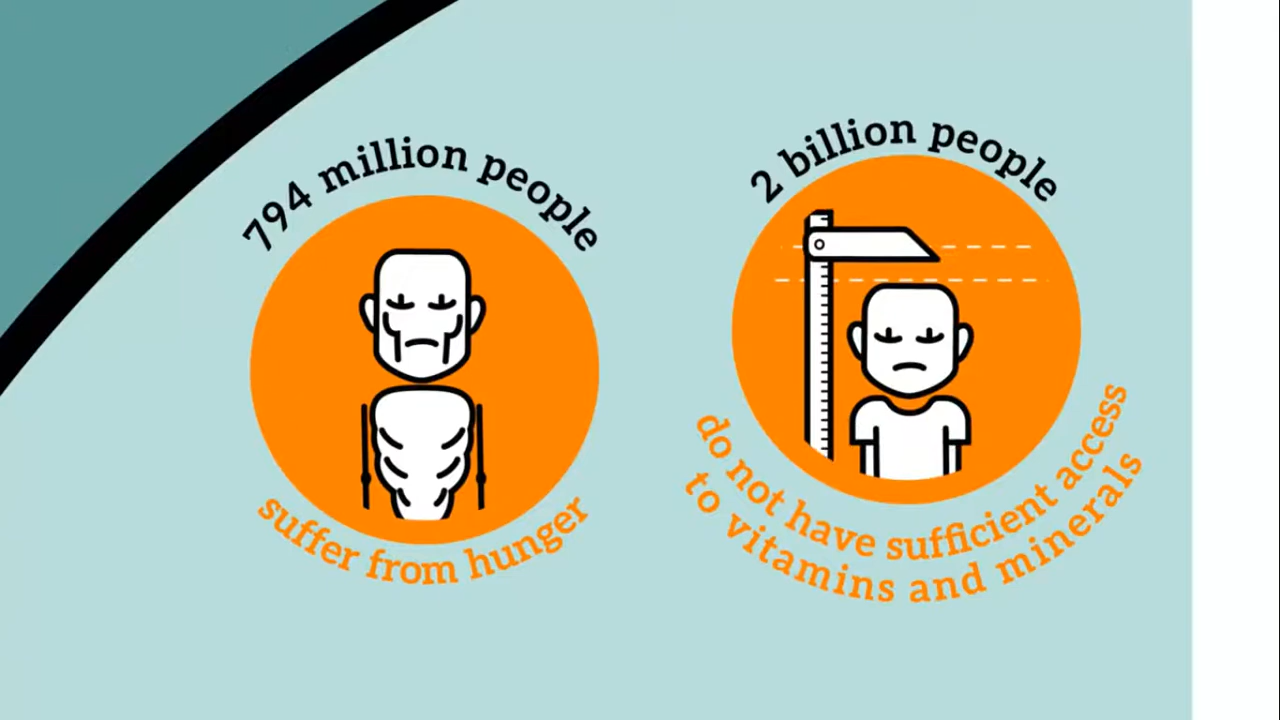 794 million people
suffer from hunger
2 billion people
do not have sufficient access
to vitamins and minerals